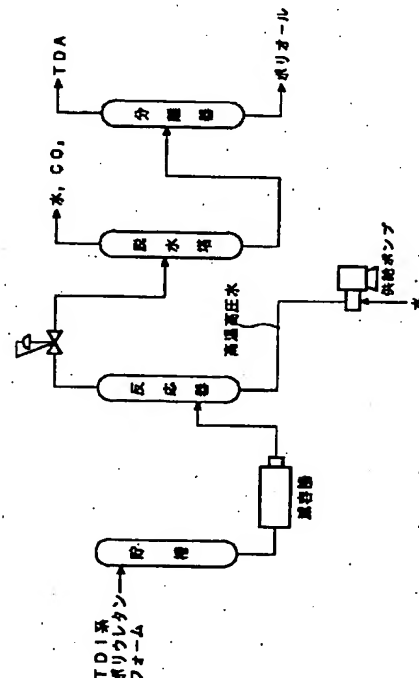 TDI系
ポリウレタン
フォーム
貯槽
減容機
反応器
高温高圧水
供給ポンプ
水
脱水塔
水, CO₂
分離器
TDA
ポリオール